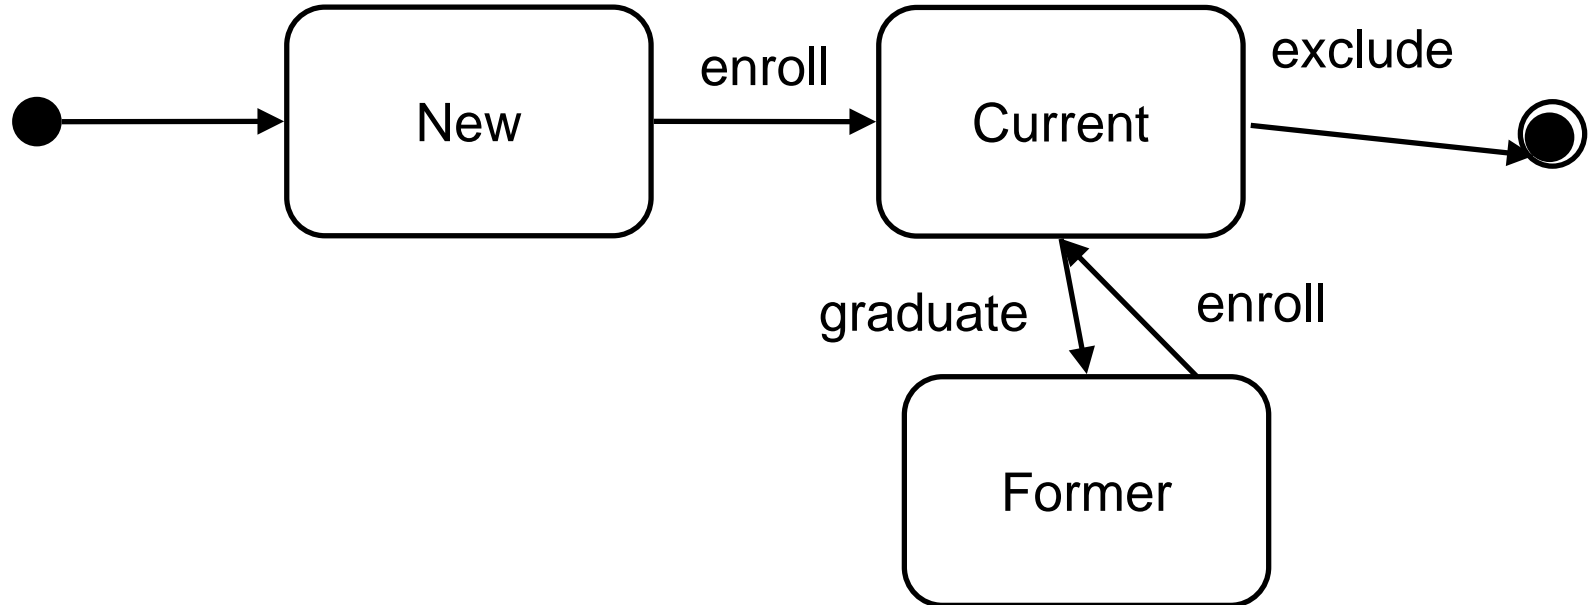 enroll
exclude
New
Current
graduate
enroll
Former